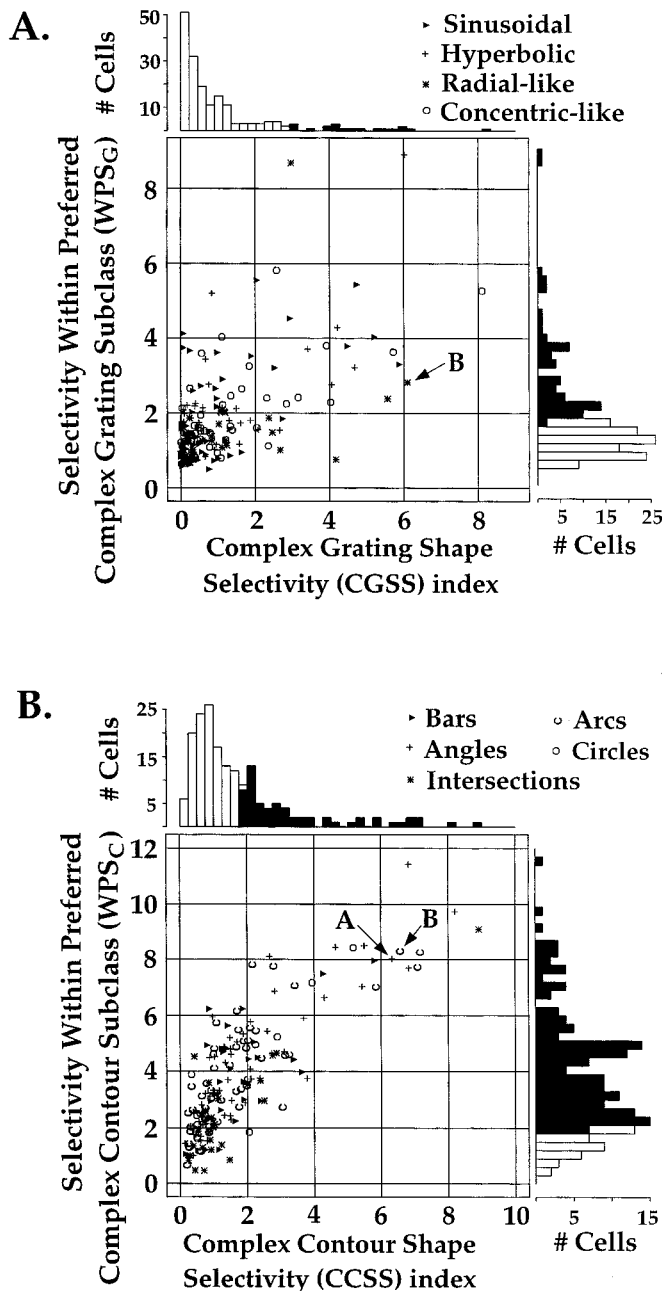 A.
50
30
10
# Cells
Sinusoidal
Hyperbolic
Radial-like
Concentric-like
Selectivity Within Preferred
Complex Grating Subclass (WPSG)
8
6
4
2
0
B
0 2 4 6 8
5 15 25
Complex Grating Shape
Selectivity (CGSS) index
# Cells
B.
25
15
5
# Cells
Bars
Angles
Intersections
Arcs
Circles
Selectivity Within Preferred
Complex Contour Subclass (WPSC)
12
10
8
6
4
2
0
A B
0 2 4 6 8 10
5 15
Complex Contour Shape
Selectivity (CCSS) index
# Cells